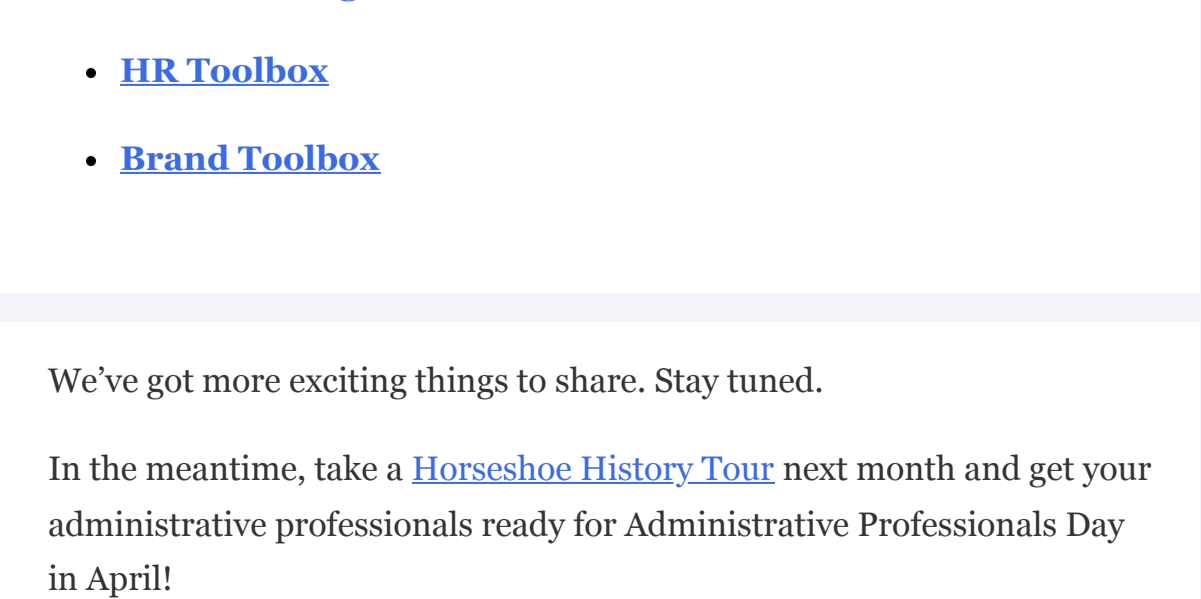 HR Toolbox
Brand Toolbox
We’ve got more exciting things to share. Stay tuned.
In the meantime, take a Horseshoe History Tour next month and get your
administrative professionals ready for Administrative Professionals Day
in April!